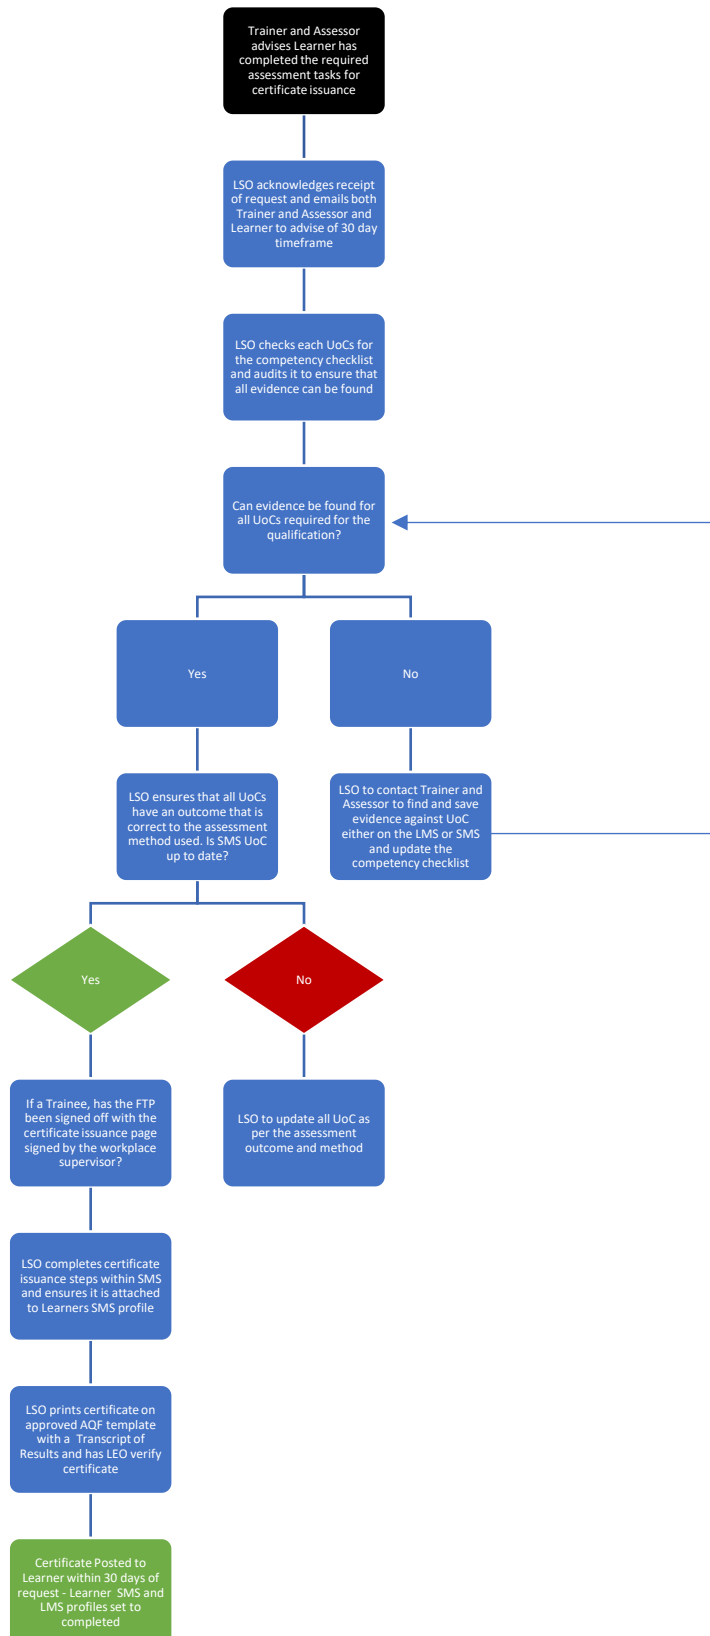 Trainer and Assessor
advises Learner has
completed the required
assessment tasks for
certificate issuance
LSO acknowledges receipt
of request and emails both
Trainer and Assessor and
Learner to advise of 30 day
timeframe
LSO checks each UoCs for
the competency checklist
and audits it to ensure that
all evidence can be found
Can evidence be found for
all UoCs required for the
qualification?
Yes
No
LSO ensures that all UoCs
have an outcome that is
correct to the assessment
method used. Is SMS UoC
up to date?
LSO to contact Trainer and
Assessor to find and save
evidence against UoC
either on the LMS or SMS
and update the
competency checklist
Yes
No
If a Trainee, has the FTP
been signed off with the
certificate issuance page
signed by the workplace
supervisor?
LSO to update all UoC as
per the assessment
outcome and method
LSO completes certificate
issuance steps within SMS
and ensures it is attached
to Learners SMS profile
LSO prints certificate on
approved AQF template
with a Transcript of
Results and has LEO verify
certificate
Certificate Posted to
Learner within 30 days of
request - Learner SMS and
LMS profiles set to
completed